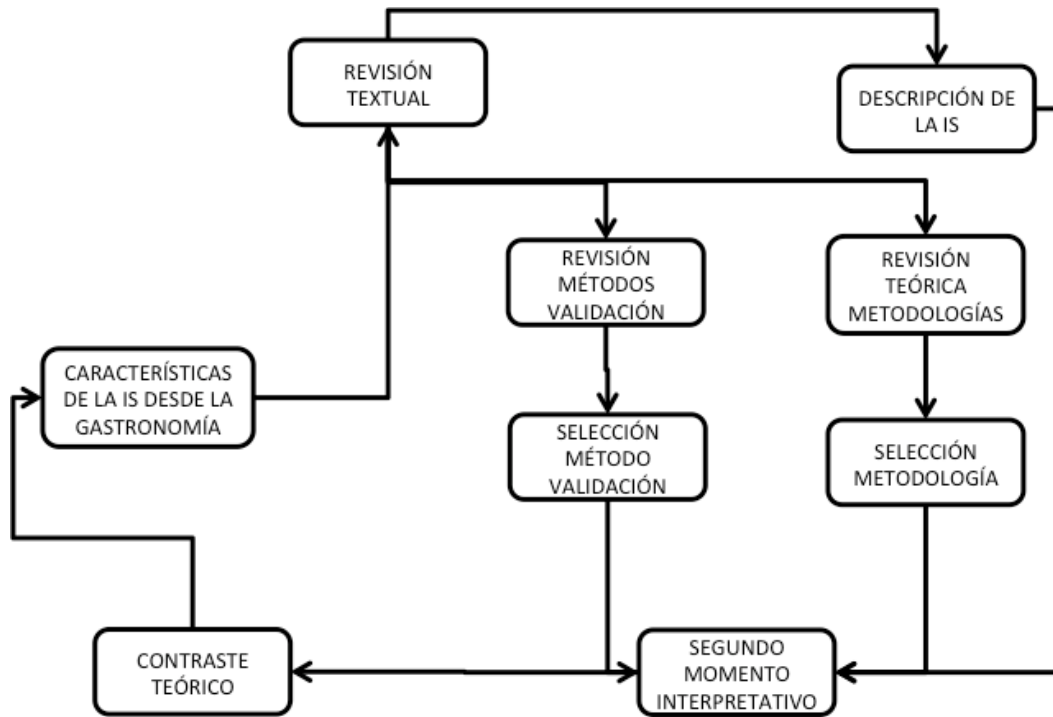 REVISIÓN
TEXTUAL
DESCRIPCIÓN DE
LA IS
REVISIÓN
MÉTODOS
VALIDACIÓN
REVISIÓN
TEÓRICA
METODOLOGÍAS
CARACTERÍSTICAS
DE LA IS DESDE LA
GASTRONOMÍA
SELECCIÓN
MÉTODO
VALIDACIÓN
SELECCIÓN
METODOLOGÍA
CONTRASTE
TEÓRICO
SEGUNDO
MOMENTO
INTERPRETATIVO